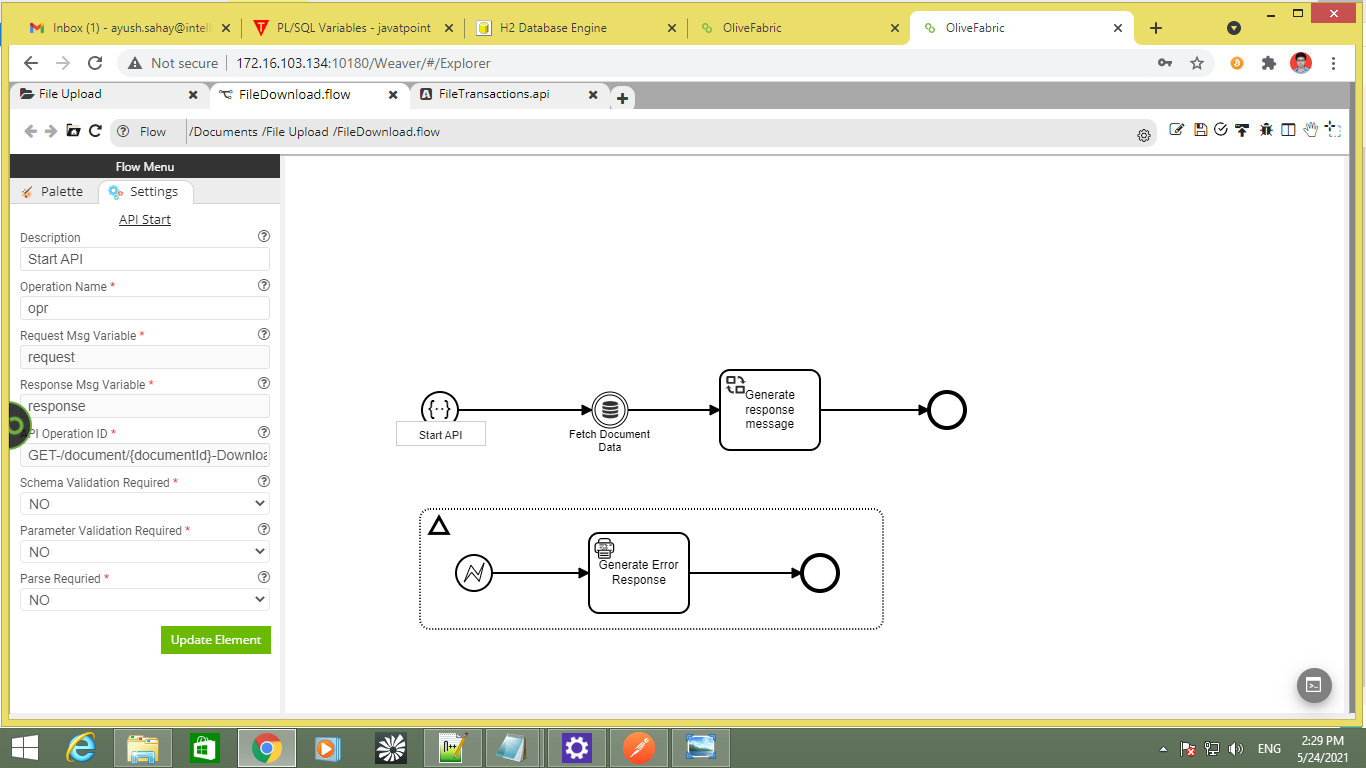 Inbox (1) - ayush.sahay@intell
PL/SQL Variables - javatpoint
H2 Database Engine
OliveFabric
OliveFabric
Not secure
172.16.103.134:10180/Weaver/#/Explorer
File Upload
FileDownload.flow
FileTransactions.api
Flow
/Documents /File Upload /FileDownload.flow
Flow Menu
Palette
Settings
API Start
Description
Start API
Operation Name *
opr
Request Msg Variable *
request
Response Msg Variable *
response
API Operation ID *
GET-/document/{documentId}-Downloa
Schema Validation Required *
NO
Parameter Validation Required *
NO
Parse Requried *
NO
Update Element
Start API
Fetch Document
Data
Generate
response
message
Generate Error
Response
ENG
2:29 PM
5/24/2021